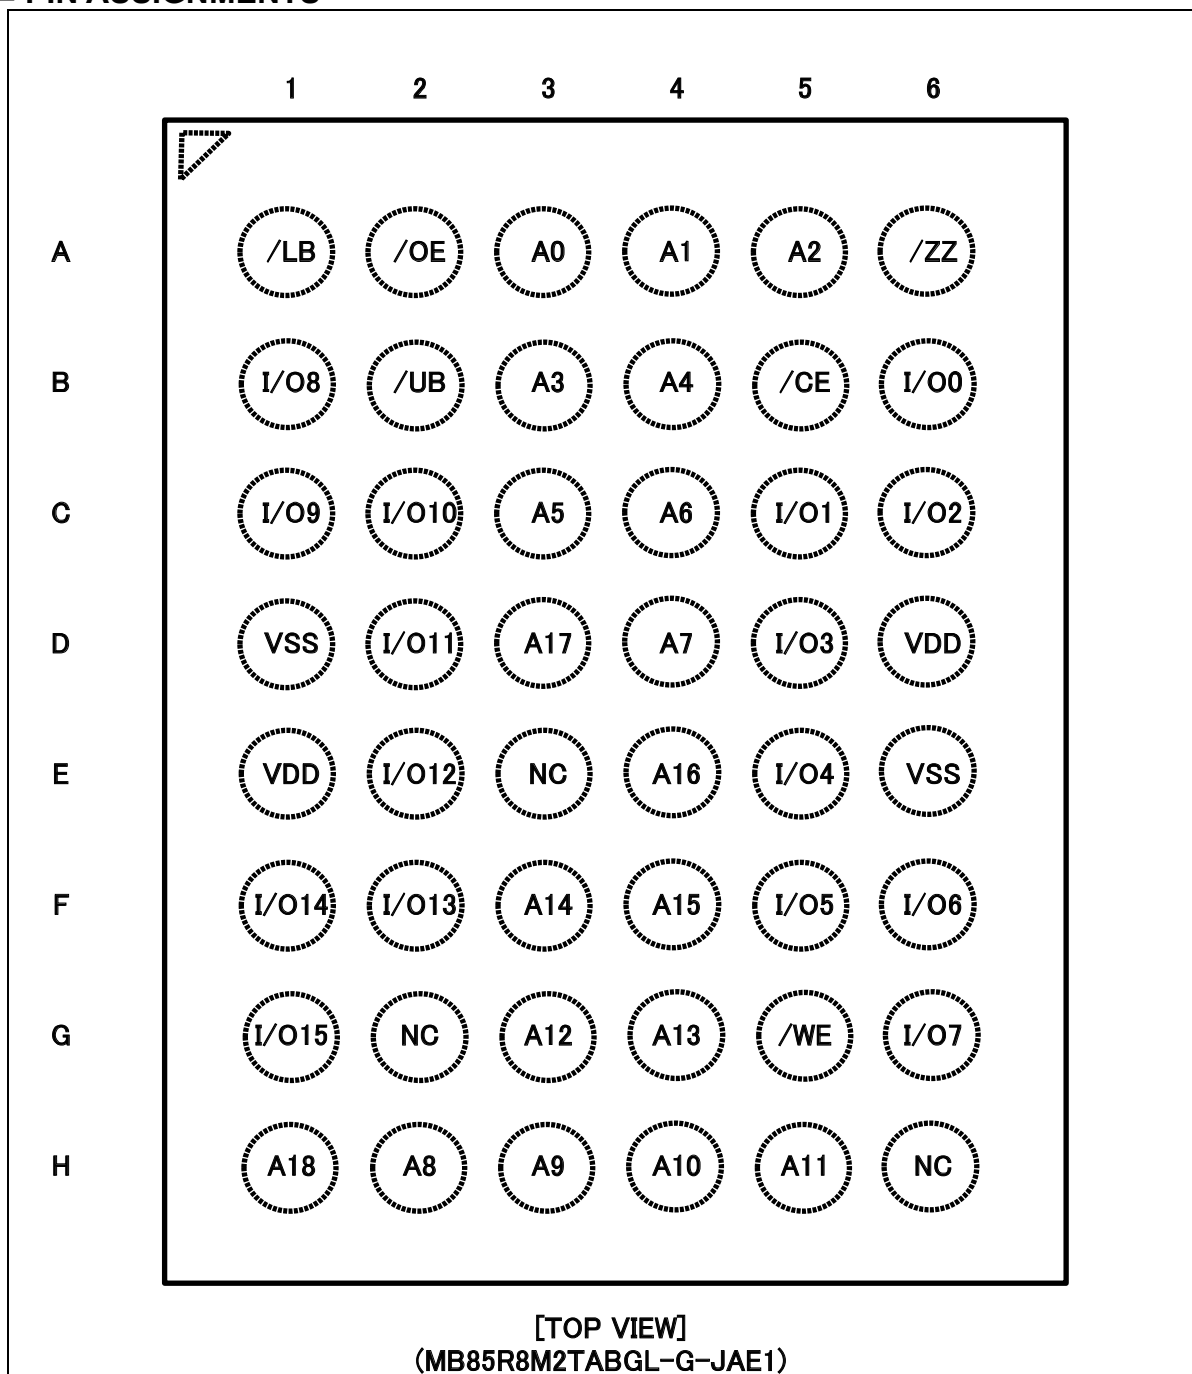 PIN ASSIGNMENTS
1 2 3 4 5 6
A /LB /OE A0 A1 A2 /ZZ
B I/O8 /UB A3 A4 /CE I/O0
C I/O9 I/O10 A5 A6 I/O1 I/O2
D VSS I/O11 A17 A7 I/O3 VDD
E VDD I/O12 NC A16 I/O4 VSS
F I/O14 I/O13 A14 A15 I/O5 I/O6
G I/O15 NC A12 A13 /WE I/O7
H A18 A8 A9 A10 A11 NC
[TOP VIEW]
(MB85R8M2TABGL-G-JAE1)